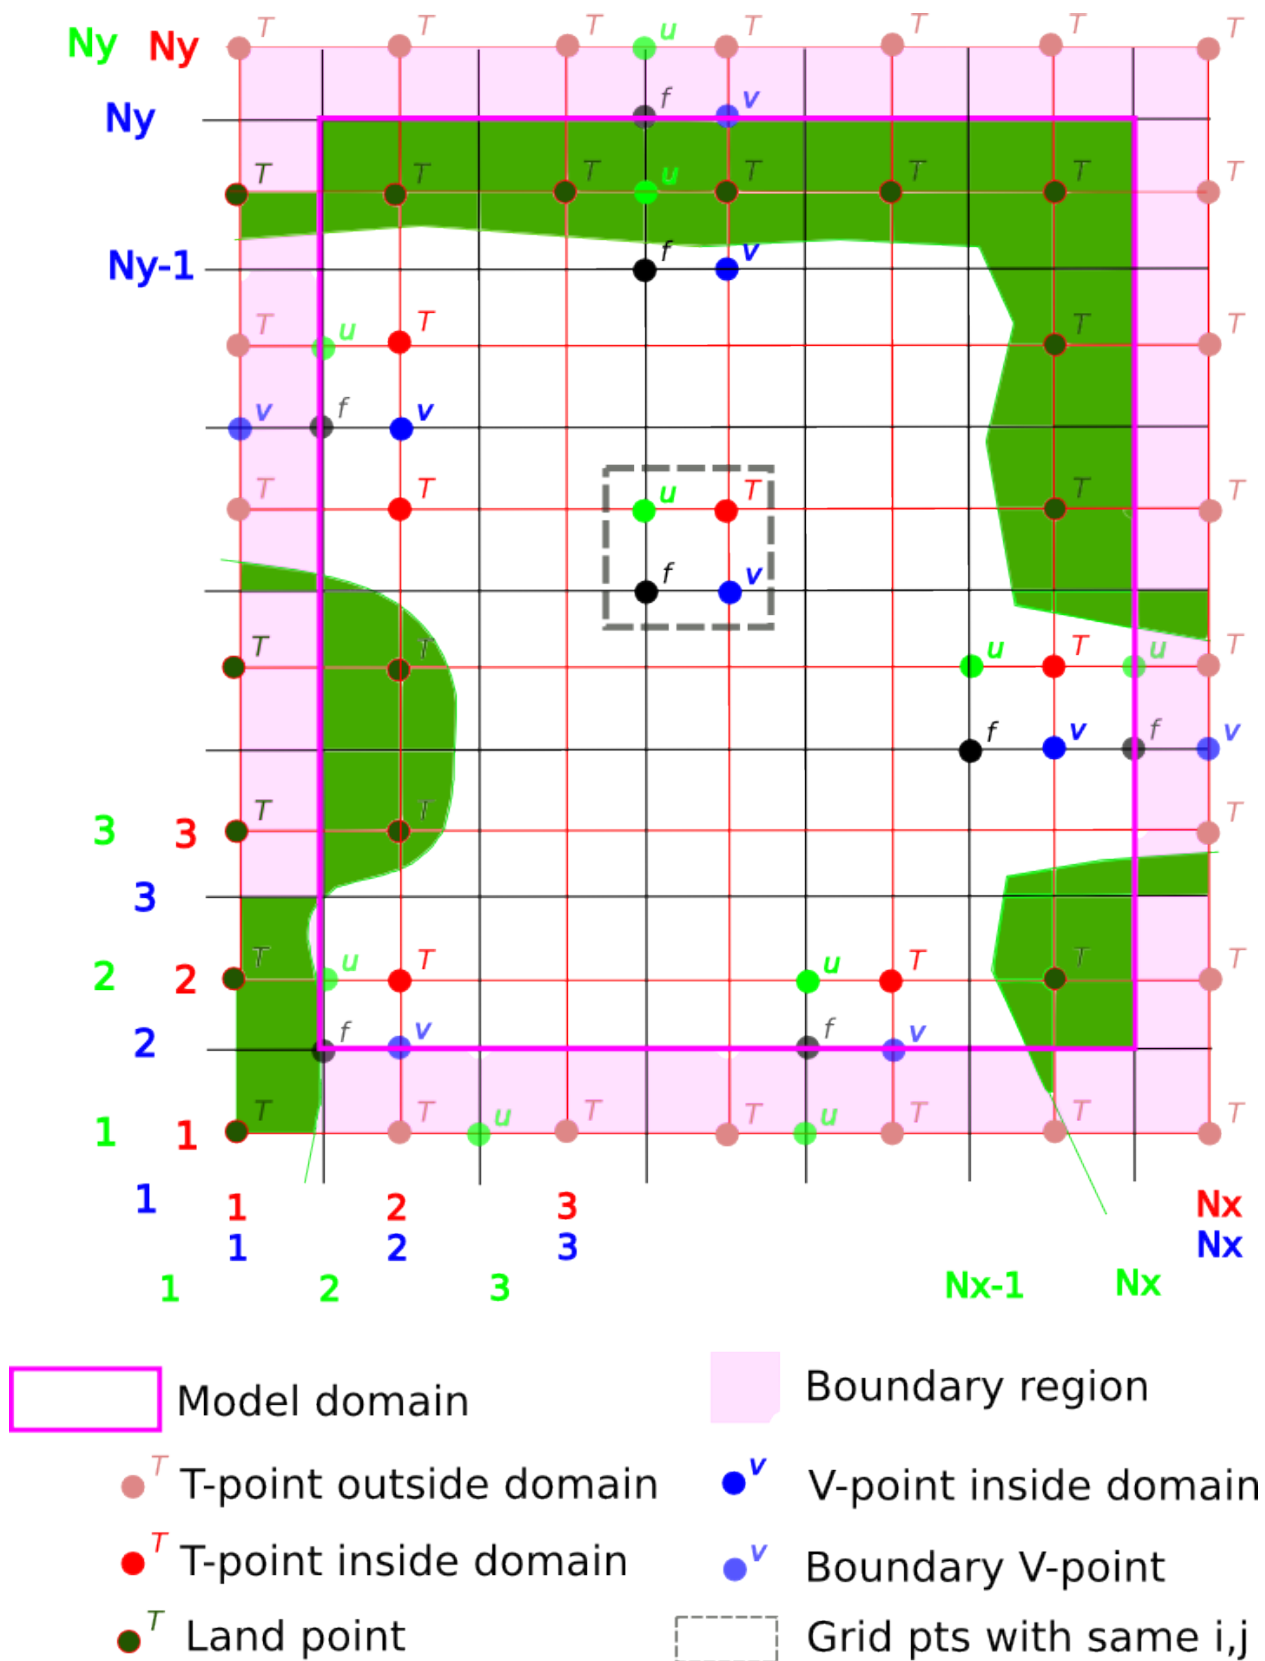 T T T u T T T T
Ny Ny
Ny f v
T T T u T T T T T
Ny-1 f v
T u T T T
v f v
T T u T T T
f v
T T u T u T
f v f v
3 3 T T T
3
2 2 T u T u T T T
2 f v f v
1 1 T T u T T u T T T
1 1 2 3 Nx
1 2 3 Nx
1 2 3 Nx-1 Nx
Model domain Boundary region
T T-point outside domain v V-point inside domain
T T-point inside domain v Boundary V-point
T Land point Grid pts with same i,j